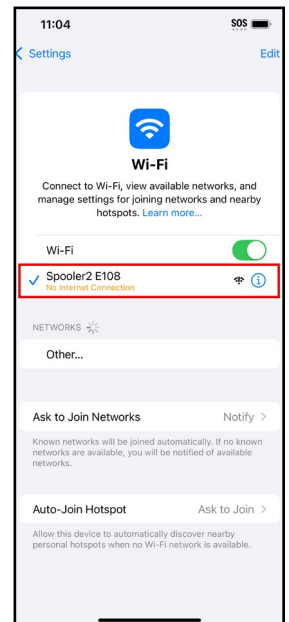 11:04 SOS
Settings Edit
Wi-Fi
Connect to Wi-Fi, view available networks, and
manage settings for joining networks and nearby
hotspots. Learn more...
Wi-Fi
Spooler2 E108
No Internet Connection
NETWORKS
Other...
Ask to Join Networks Notify
Known networks will be joined automatically. If no known
networks are available, you will be notified of available
networks.
Auto-Join Hotspot Ask to Join
Allow this device to automatically discover nearby
personal hotspots when no Wi-Fi network is available.